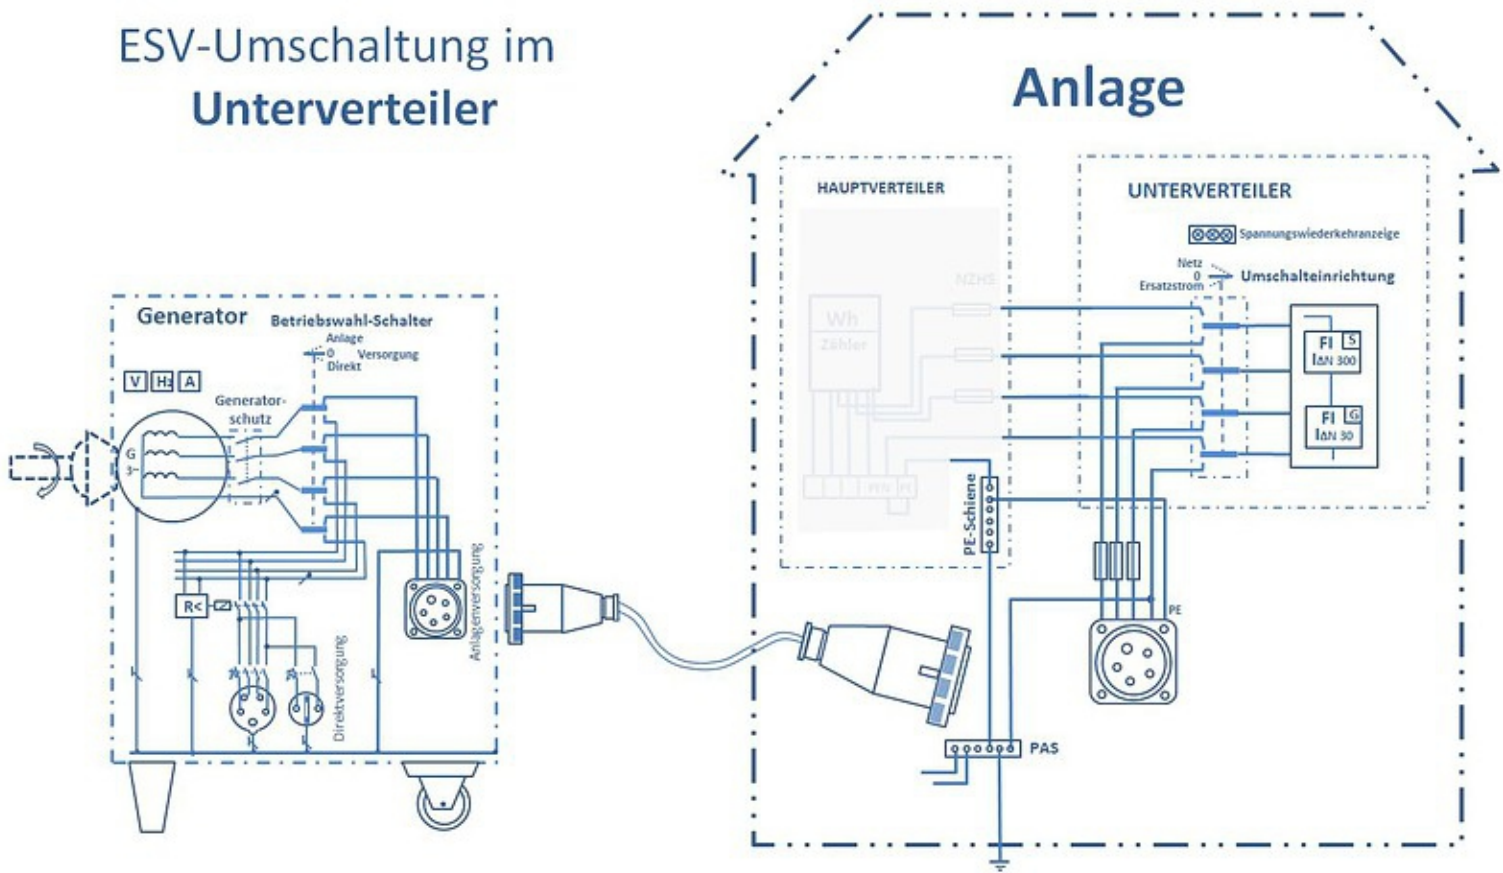 ESV-Umschaltung im
Unterverteiler
Anlage
HAUPTVERTEILER
UNTERVERTEILER
Spannungswiederkehranzeige
Netz
0
Ersatzstrom
Umschalteinrichtung
NZHS
Wh
Zähler
FI S
IΔN 300
FI G
IΔN 30
PEN PE
PE-Schiene
Generator
Betriebswahl-Schalter
Anlage
0 Versorgung
Direkt
V Hz A
Generator-
schutz
G
3~
R<
Anlagenversorgung
Direktversorgung
PE
PAS